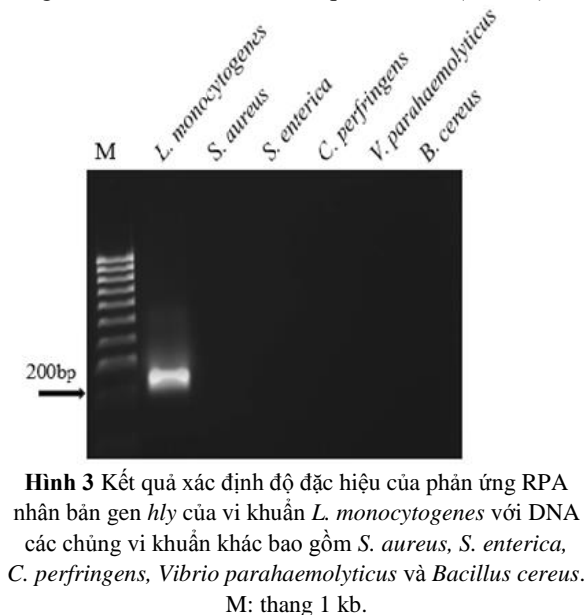 L. monocytogenes
S. aureus
S. enterica
C. perfringens
V. parahaemolyticus
B. cereus
M
200bp
Hình 3 Kết quả xác định độ đặc hiệu của phản ứng RPA
nhân bản gen hly của vi khuẩn L. monocytogenes với DNA
các chủng vi khuẩn khác bao gồm S. aureus, S. enterica,
C. perfringens, Vibrio parahaemolyticus và Bacillus cereus.
M: thang 1 kb.